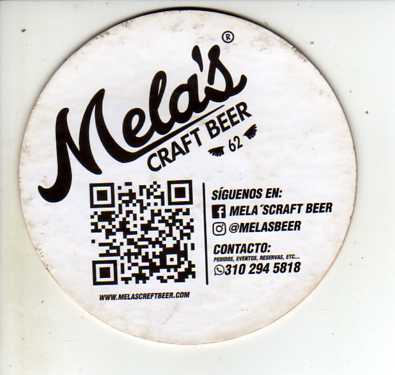 Mela's ®
CRAFT BEER
62
SÍGUENOS EN:
MELA´SCRAFT BEER
@MELASBEER
CONTACTO:
PEDIDOS, EVENTOS, RESERVAS, ETC...
310 294 5818
WWW.MELASCREFTBEER.COM